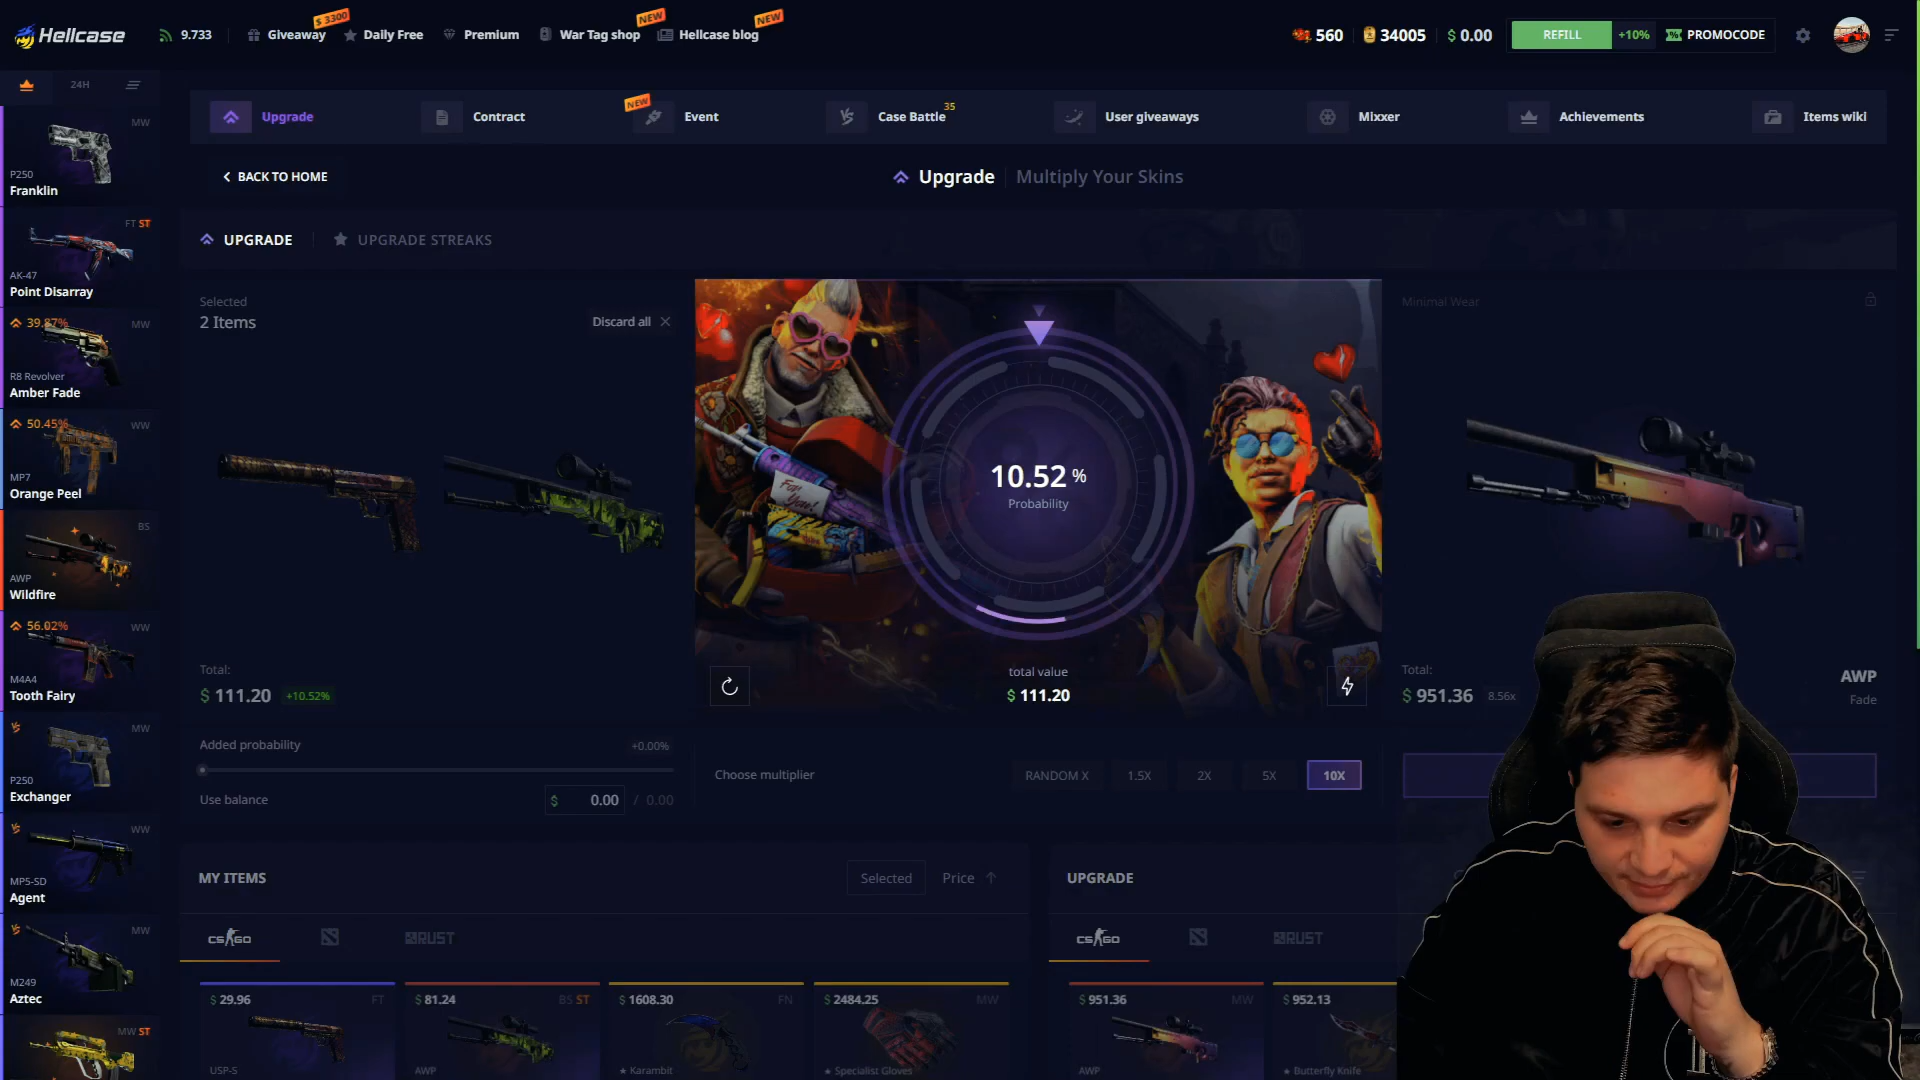 Hellcase
9.733
Giveaway
$ 3300
Daily Free
Premium
War Tag shop
NEW
Hellcase blog
NEW
560
34005
$ 0.00
REFILL
+10%
PROMOCODE
24H
Upgrade
Contract
NEW
Event
Case Battle
35
User giveaways
Mixxer
Achievements
Items wiki
BACK TO HOME
Upgrade
Multiply Your Skins
UPGRADE
UPGRADE STREAKS
MW
P250
Franklin
FT ST
AK-47
Point Disarray
39.87%
MW
R8 Revolver
Amber Fade
50.45%
WW
MP7
Orange Peel
BS
AWP
Wildfire
56.02%
WW
M4A4
Tooth Fairy
MW
P250
Exchanger
WW
MP5-SD
Agent
MW
M249
Aztec
MW ST
Selected
2 Items
Discard all
Total:
$ 111.20
+10.52%
Added probability
+0.00%
Use balance
$ 0.00 / 0.00
For You!
10.52 %
Probability
total value
$ 111.20
Choose multiplier
RANDOM X
1.5X
2X
5X
10X
Minimal Wear
Total:
$ 951.36
8.56x
AWP
Fade
MY ITEMS
Selected
Price
CS:GO
RUST
$ 29.96
FT
USP-S
$ 81.24
BS ST
AWP
$ 1608.30
FN
★ Karambit
$ 2484.25
MW
★ Specialist Gloves
UPGRADE
CS:GO
RUST
$ 951.36
MW
AWP
$ 952.13
★ Butterfly Knife